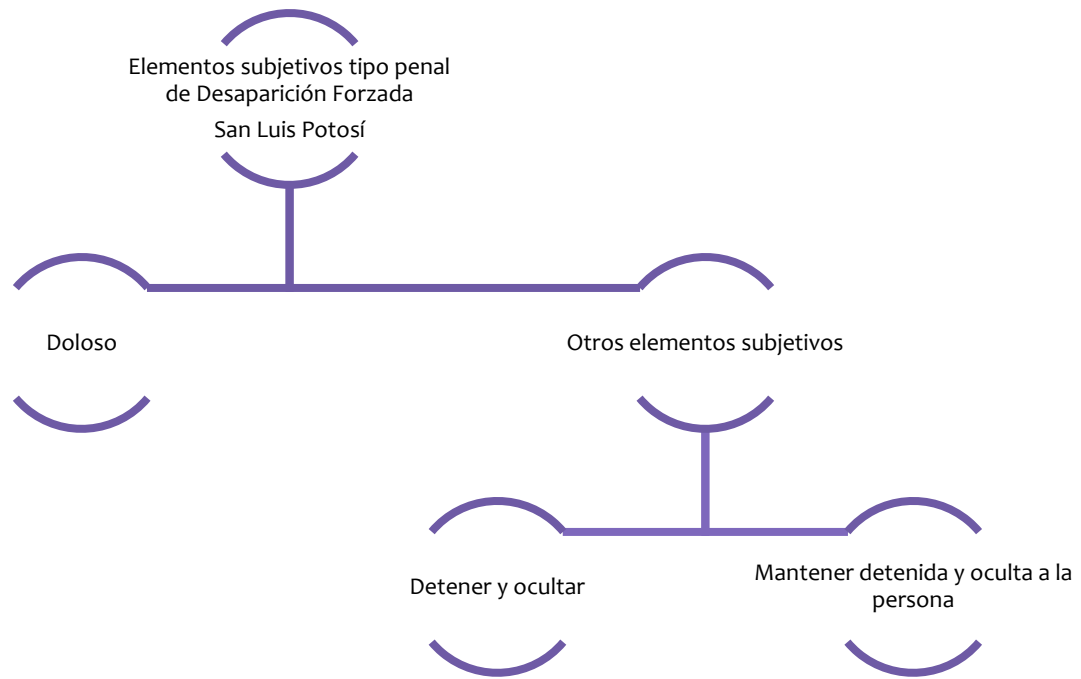 Elementos subjetivos tipo penal
de Desaparición Forzada
San Luis Potosí
Doloso
Otros elementos subjetivos
Detener y ocultar
Mantener detenida y oculta a la
persona